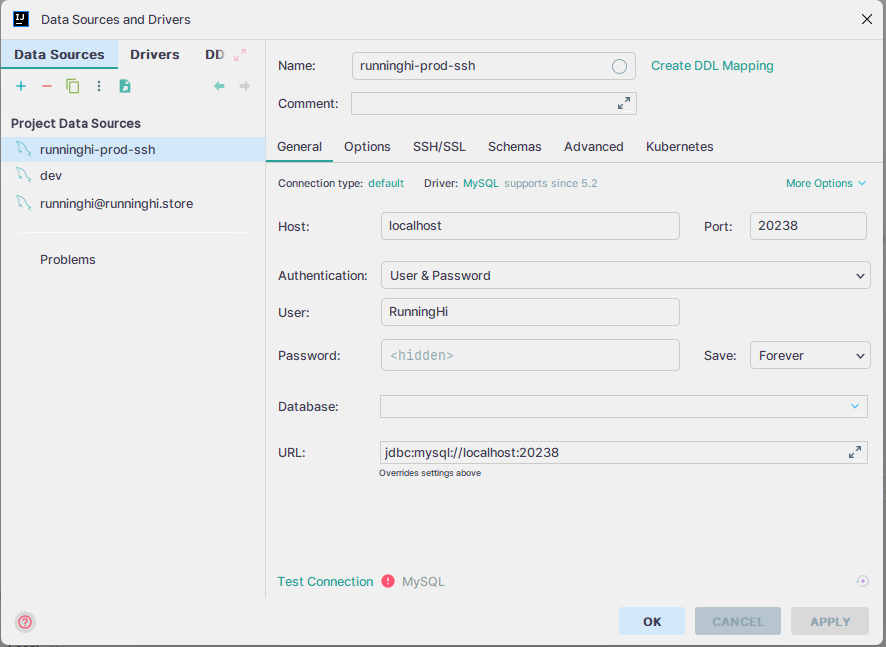 Data Sources and Drivers
Data Sources Drivers DD
Project Data Sources
runninghi-prod-ssh
dev
runninghi@runninghi.store
Problems
Name: runninghi-prod-ssh Create DDL Mapping
Comment:
General Options SSH/SSL Schemas Advanced Kubernetes
Connection type: default Driver: MySQL supports since 5.2 More Options
Host: localhost Port: 20238
Authentication: User & Password
User: RunningHi
Password: <hidden> Save: Forever
Database:
URL: jdbc:mysql://localhost:20238
Overrides settings above
Test Connection MySQL
OK CANCEL APPLY